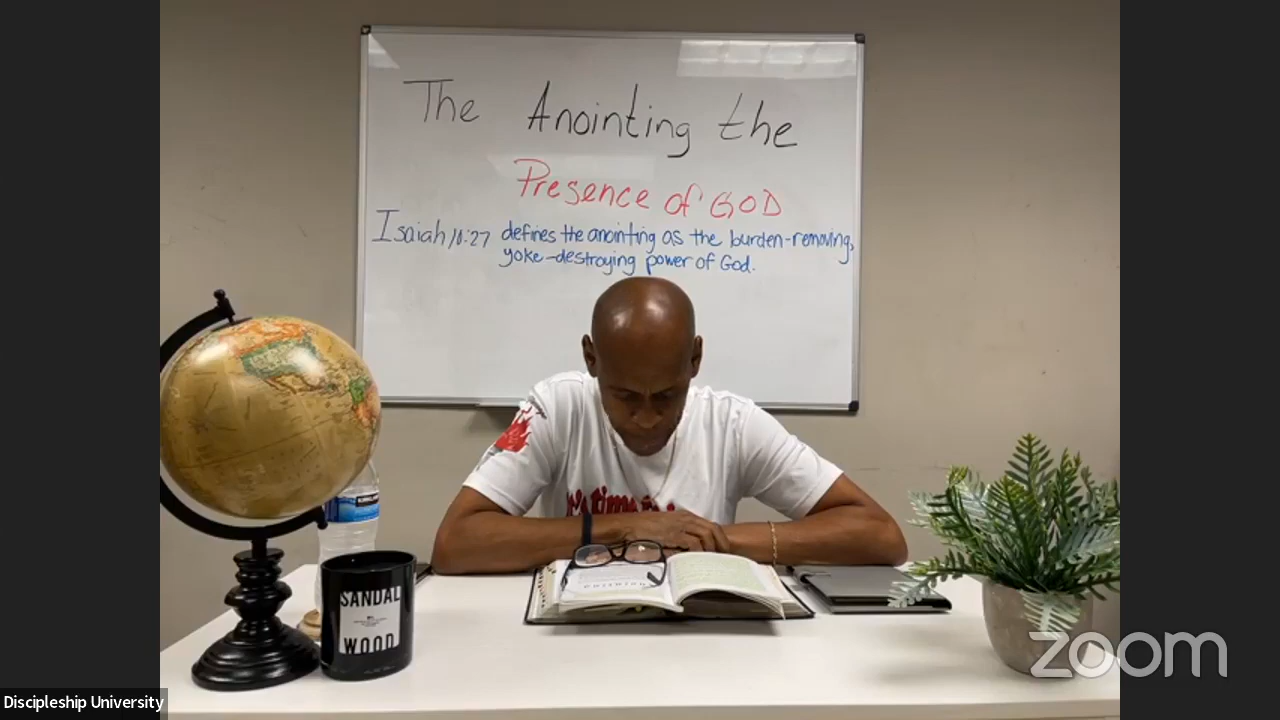 The Anointing the
Presence of GOD
Isaiah 10:27 defines the anointing as the burden-removing,
yoke-destroying power of God.
SANDAL
WOOD
zoom
Discipleship University